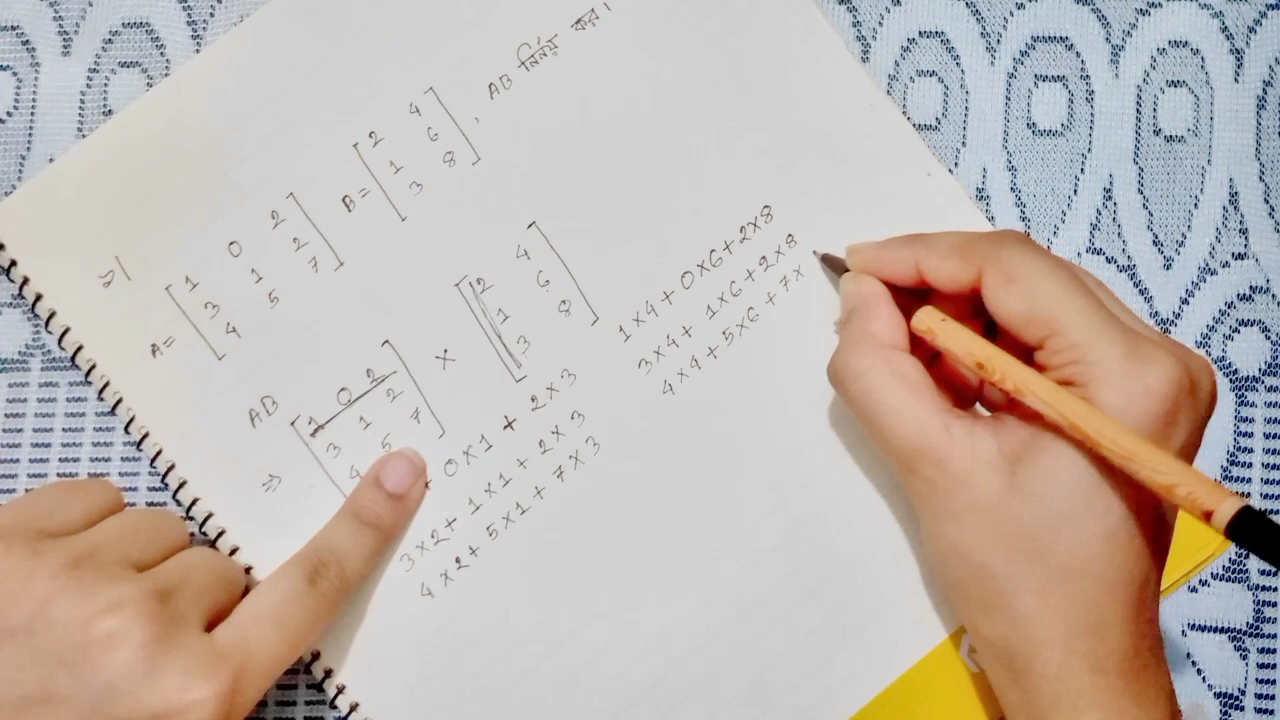 ২|
A = [ 1 0 2
3 1 2
4 5 7 ] B = [ 2 4
1 6
3 8 ] , AB নির্ণয় কর।
AB
⇒ [ 1 0 2
3 1 2
4 5 7 ] × [ 2 4
1 6
3 8 ]
0×1 + 2×3 1×4 + 0×6 + 2×8
3×2 + 1×1 + 2×3 3×4 + 1×6 + 2×8
4×2 + 5×1 + 7×3 4×4 + 5×6 + 7×